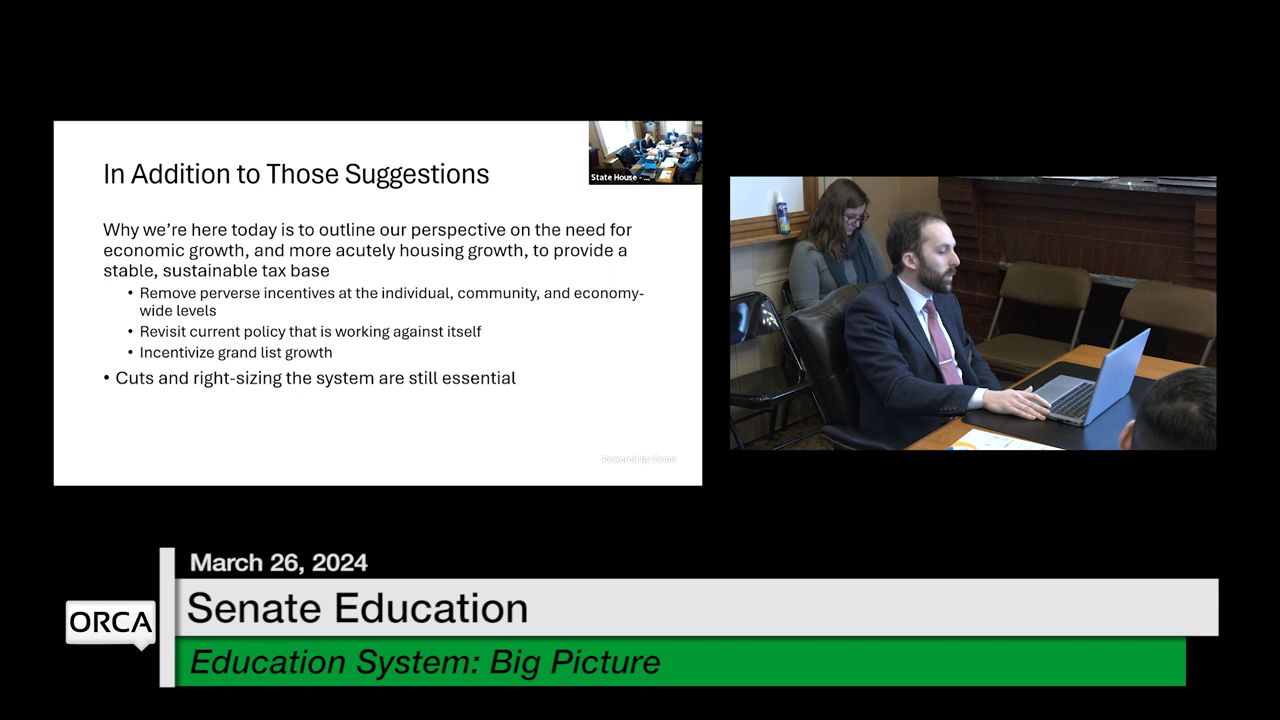 In Addition to Those Suggestions
State House - ...
Why we're here today is to outline our perspective on the need for
economic growth, and more acutely housing growth, to provide a
stable, sustainable tax base
• Remove perverse incentives at the individual, community, and economy-
wide levels
• Revisit current policy that is working against itself
• Incentivize grand list growth
• Cuts and right-sizing the system are still essential
Powered by Zoom
March 26, 2024
Senate Education
ORCA
Education System: Big Picture